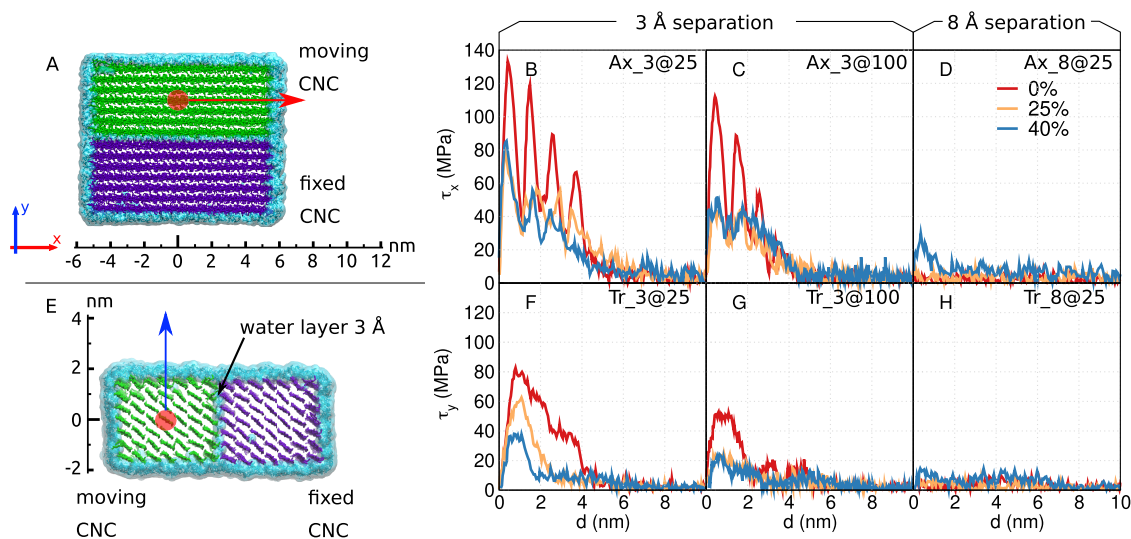 3 Å separation
8 Å separation
A
moving
CNC
fixed
CNC
y
x
-6 -4 -2 0 2 4 6 8 10 12 nm
τx (MPa)
140
120
100
80
60
40
20
0
B Ax_3@25
C Ax_3@100
D Ax_8@25
0%
25%
40%
E
nm
4
2
0
-2
water layer 3 Å
moving
CNC
fixed
CNC
τy (MPa)
120
100
80
60
40
20
0
F Tr_3@25
G Tr_3@100
H Tr_8@25
0 2 4 6 8 0 2 4 6 8 0 2 4 6 8 10
d (nm) d (nm) d (nm)